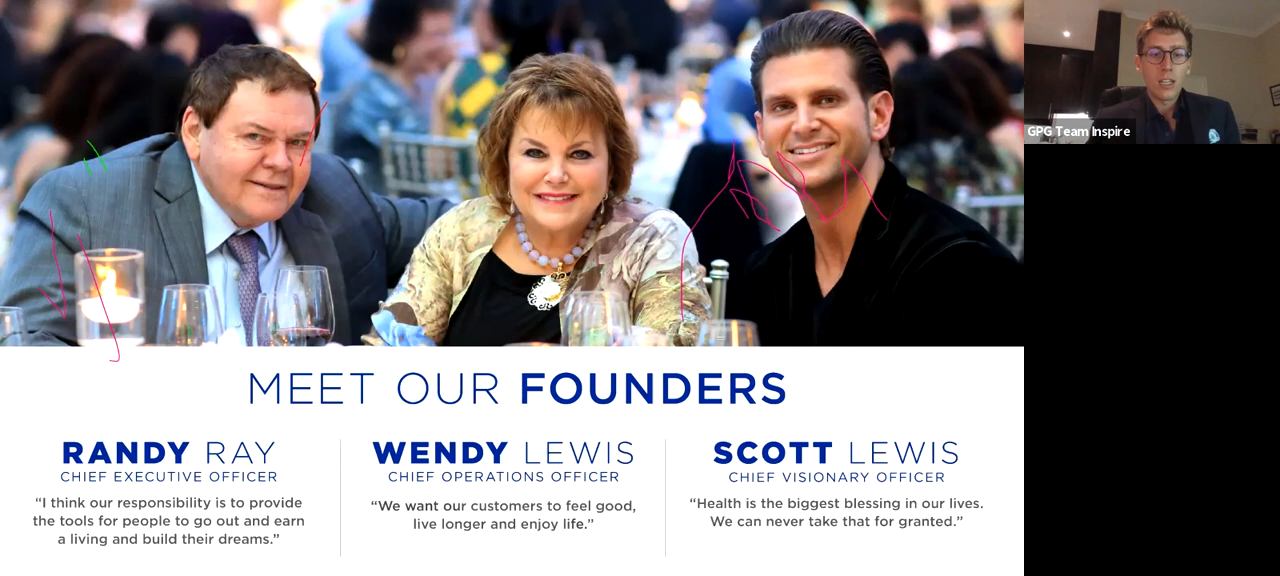 GPG Team Inspire
MEET OUR FOUNDERS
RANDY RAY
CHIEF EXECUTIVE OFFICER
“I think our responsibility is to provide
the tools for people to go out and earn
a living and build their dreams.”
WENDY LEWIS
CHIEF OPERATIONS OFFICER
“We want our customers to feel good,
live longer and enjoy life.”
SCOTT LEWIS
CHIEF VISIONARY OFFICER
“Health is the biggest blessing in our lives.
We can never take that for granted.”